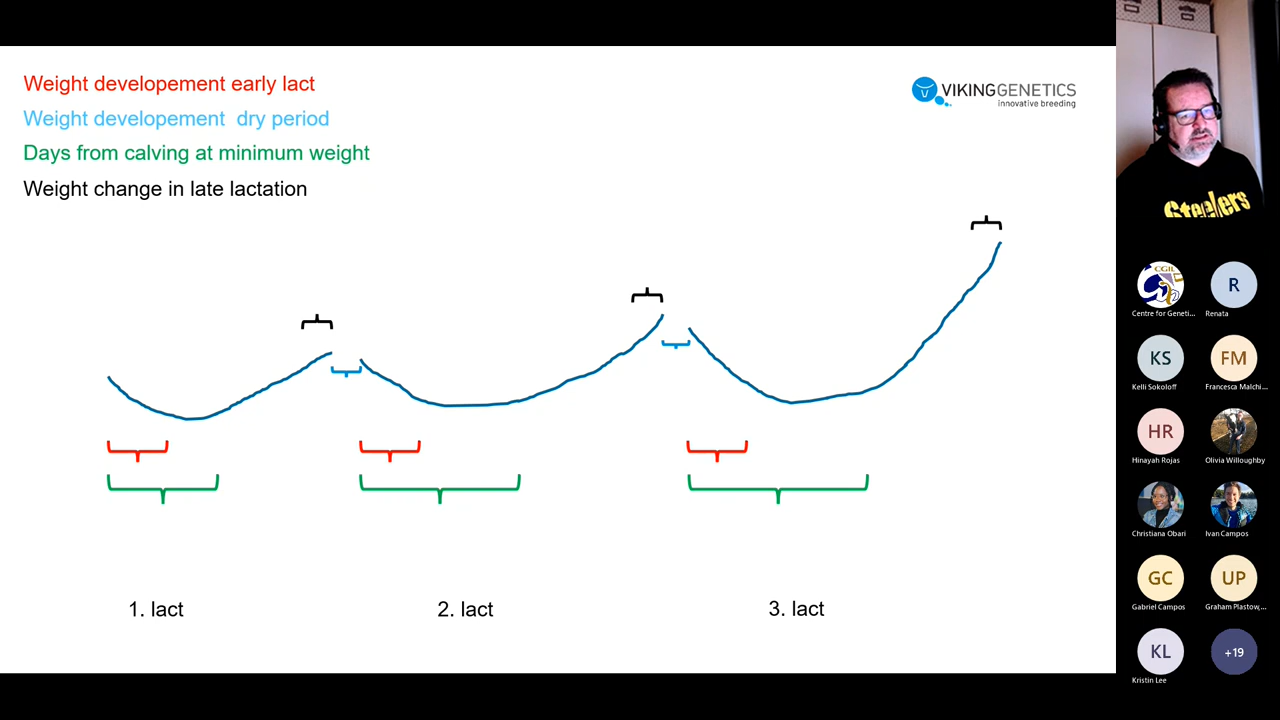 Weight developement early lact
Weight developement dry period
Days from calving at minimum weight
Weight change in late lactation
VIKINGGENETICS
innovative breeding
1. lact
2. lact
3. lact
Steelers
CGIL
Centre for Geneti...
R
Renata
KS
Kelli Sokoloff
FM
Francesca Malchi...
HR
Hinayah Rojas
Olivia Willoughby
Christiana Obari
Ivan Campos
GC
Gabriel Campos
UP
Graham Plastow,...
KL
Kristin Lee
+19